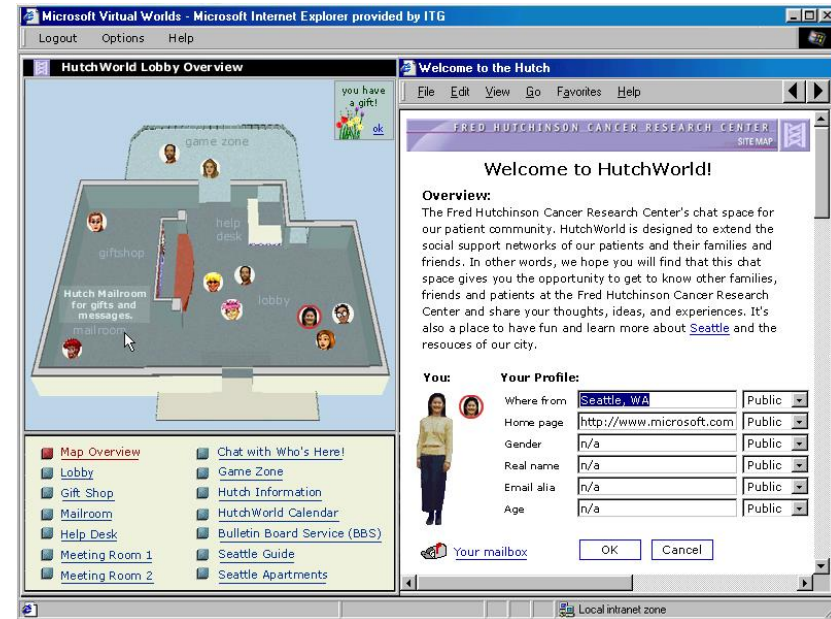 Microsoft Virtual Worlds - Microsoft Internet Explorer provided by ITG
Logout Options Help
HutchWorld Lobby Overview
you have
a gift!
ok
game zone
help
desk
giftshop
lobby
Hutch Mailroom
for gifts and
messages.
mailroom
Map Overview
Lobby
Gift Shop
Mailroom
Help Desk
Meeting Room 1
Meeting Room 2
Chat with Who's Here!
Game Zone
Hutch Information
HutchWorld Calendar
Bulletin Board Service (BBS)
Seattle Guide
Seattle Apartments
Welcome to the Hutch
File Edit View Go Favorites Help
FRED HUTCHINSON CANCER RESEARCH CENTER
SITE MAP
Welcome to HutchWorld!
Overview:
The Fred Hutchinson Cancer Research Center's chat space for
our patient community. HutchWorld is designed to extend the
social support networks of our patients and their families and
friends. In other words, we hope you will find that this chat
space gives you the opportunity to get to know other families,
friends and patients at the Fred Hutchinson Cancer Research
Center and share your thoughts, ideas, and experiences. It's
also a place to have fun and learn more about Seattle and the
resouces of our city.
You: Your Profile:
Where from Seattle, WA Public
Home page http://www.microsoft.com Public
Gender n/a Public
Real name n/a Public
Email alia n/a Public
Age n/a Public
Your mailbox OK Cancel
Local intranet zone